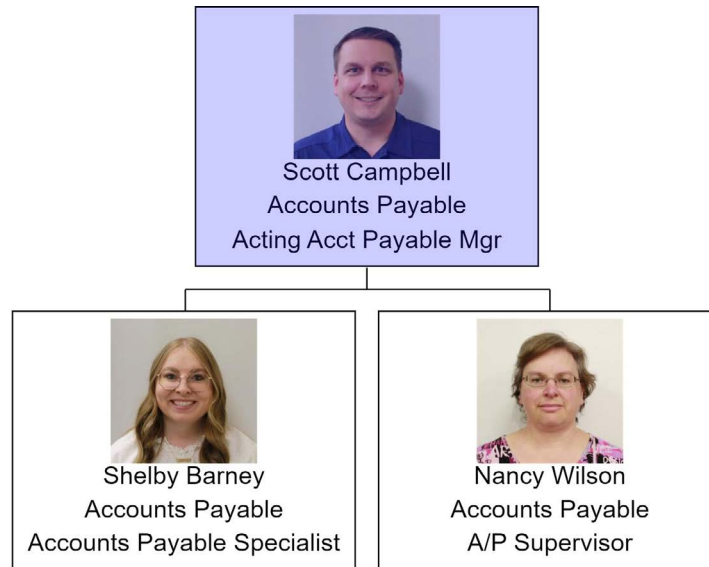 Scott Campbell
Accounts Payable
Acting Acct Payable Mgr
Shelby Barney
Accounts Payable
Accounts Payable Specialist
Nancy Wilson
Accounts Payable
A/P Supervisor